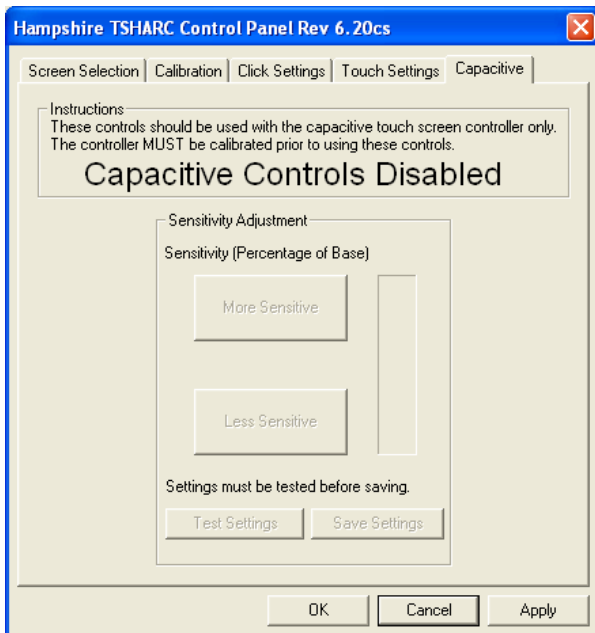 Hampshire TSHARC Control Panel Rev 6.20cs
Screen Selection Calibration Click Settings Touch Settings Capacitive
Instructions
These controls should be used with the capacitive touch screen controller only.
The controller MUST be calibrated prior to using these controls.
Capacitive Controls Disabled
Sensitivity Adjustment
Sensitivity (Percentage of Base)
More Sensitive
Less Sensitive
Settings must be tested before saving.
Test Settings Save Settings
OK Cancel Apply